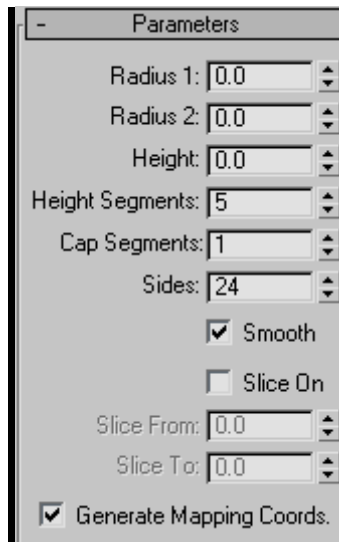 - Parameters
Radius 1: 0.0
Radius 2: 0.0
Height: 0.0
Height Segments: 5
Cap Segments: 1
Sides: 24
Smooth
Slice On
Slice From: 0.0
Slice To: 0.0
Generate Mapping Coords.